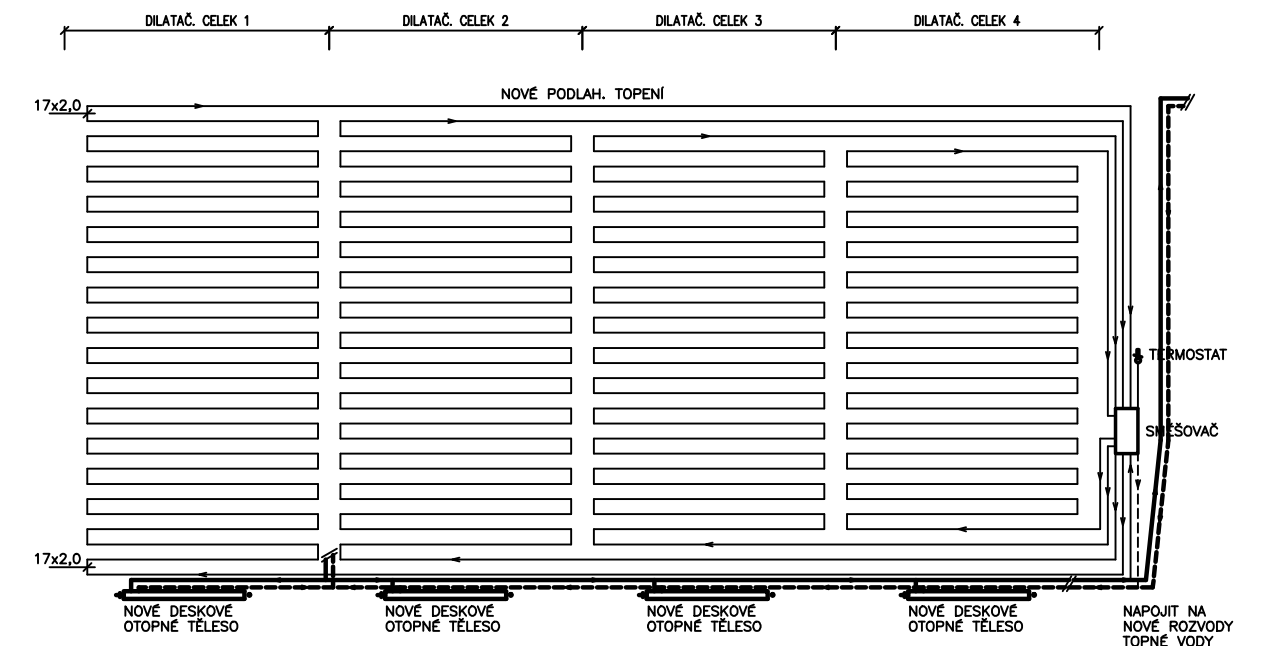 DILATAČ. CELEK 1
DILATAČ. CELEK 2
DILATAČ. CELEK 3
DILATAČ. CELEK 4
NOVÉ PODLAH. TOPENÍ
17x2,0
TERMOSTAT
SMĚŠOVAČ
17x2,0
NOVÉ DESKOVÉ
OTOPNÉ TĚLESO
NOVÉ DESKOVÉ
OTOPNÉ TĚLESO
NOVÉ DESKOVÉ
OTOPNÉ TĚLESO
NOVÉ DESKOVÉ
OTOPNÉ TĚLESO
NAPOJIT NA
NOVÉ ROZVODY
TOPNÉ VODY